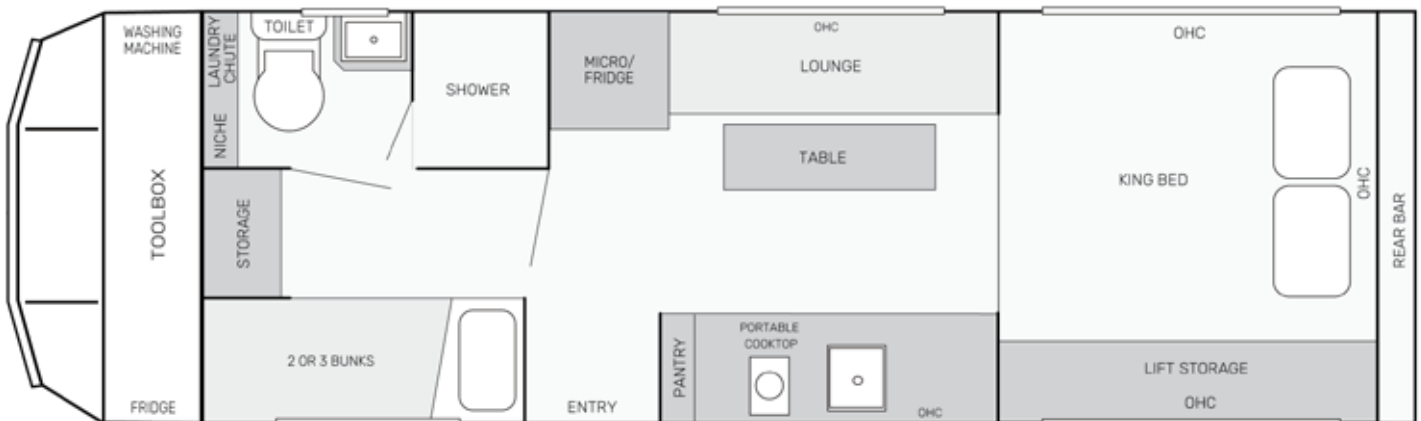 WASHING
MACHINE
TOOLBOX
FRIDGE
LAUNDRY
CHUTE
NICHE
TOILET
SHOWER
STORAGE
2 OR 3 BUNKS
MICRO/
FRIDGE
OHC
LOUNGE
TABLE
ENTRY
PANTRY
PORTABLE
COOKTOP
OHC
OHC
KING BED
OHC
LIFT STORAGE
OHC
REAR BAR